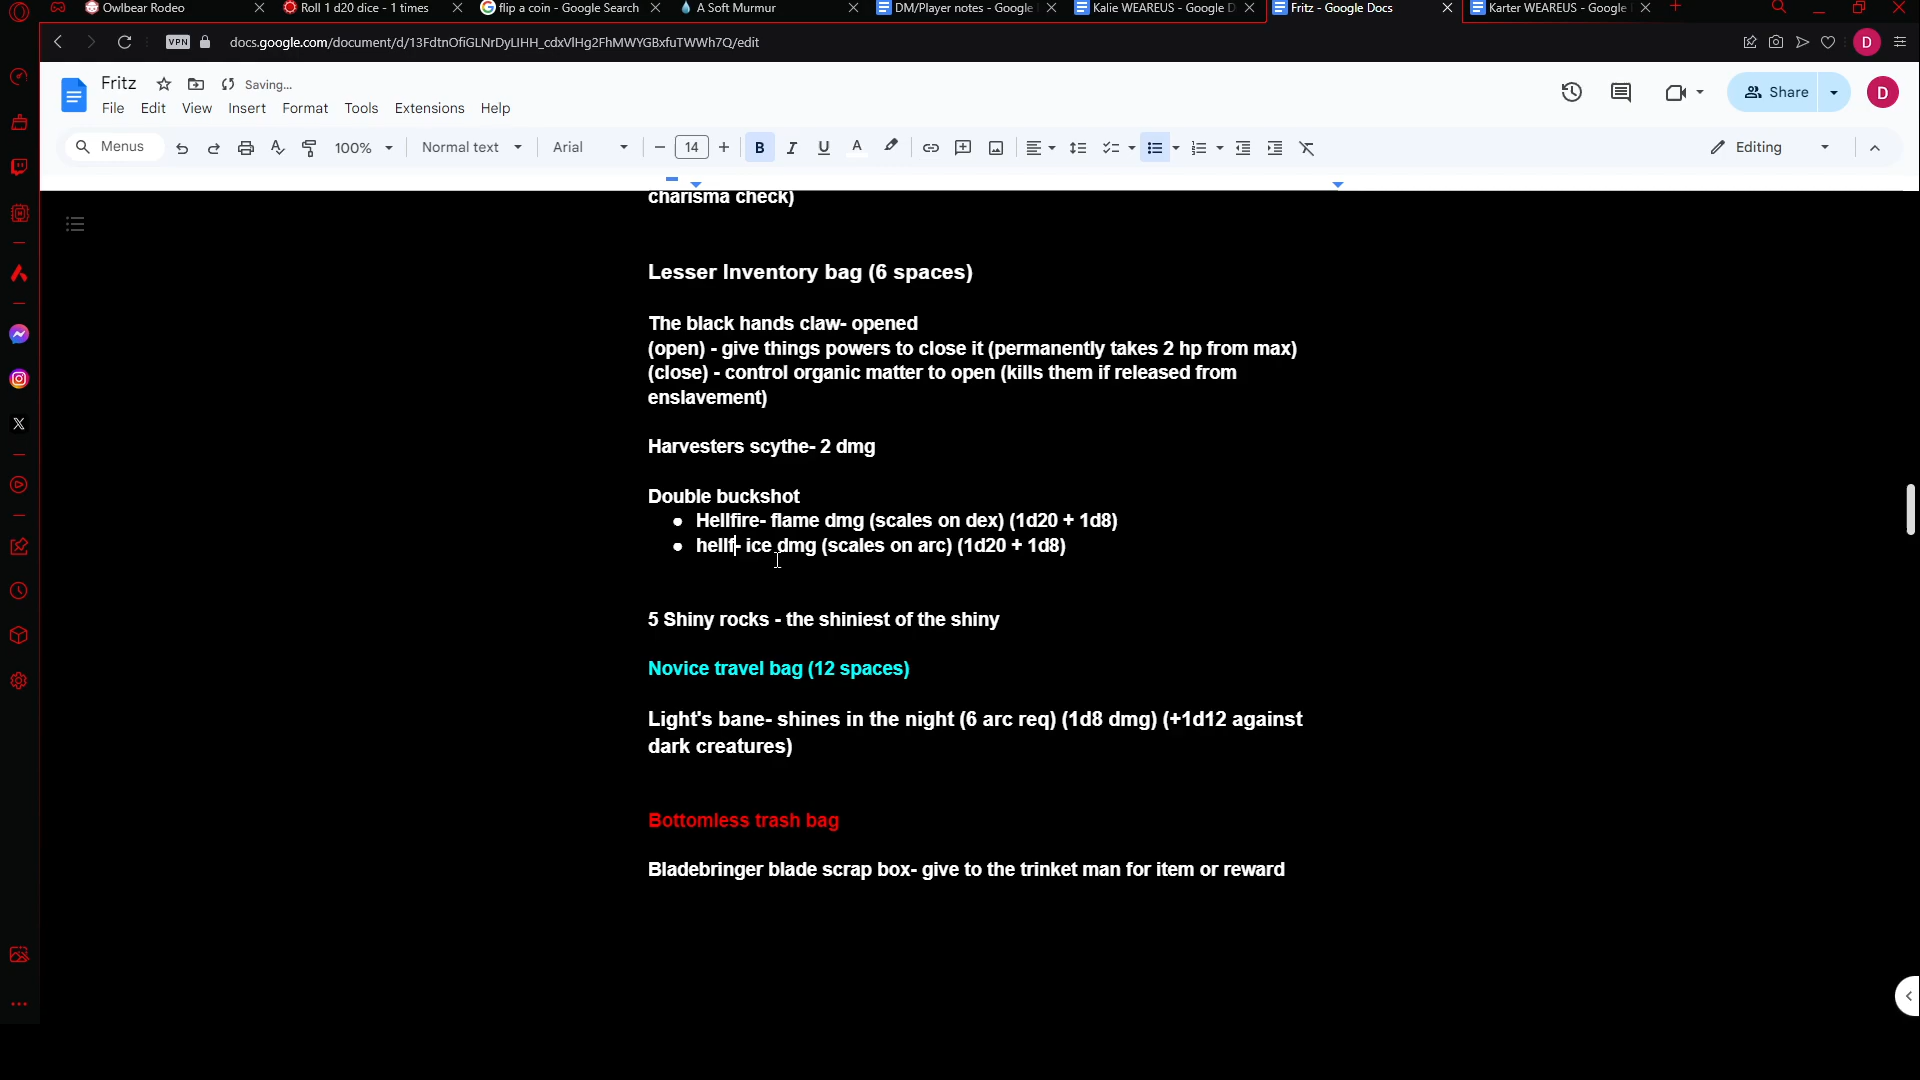 Owlbear Rodeo
Roll 1 d20 dice - 1 times
flip a coin - Google Search
A Soft Murmur
DM/Player notes - Google
Kalie WEAREUS - Google D
Fritz - Google Docs
Karter WEAREUS - Google
VPN
docs.google.com/document/d/13FdtnOfiGLNrDyLIHH_cdxVlHg2FhMWYGBxfuTWWh7Q/edit
D
Fritz
Saving...
File Edit View Insert Format Tools Extensions Help
Share
D
Menus
100%
Normal text
Arial
14
B
I
U
A
Editing
charisma check)
Lesser Inventory bag (6 spaces)
The black hands claw- opened
(open) - give things powers to close it (permanently takes 2 hp from max)
(close) - control organic matter to open (kills them if released from
enslavement)
Harvesters scythe- 2 dmg
Double buckshot
● Hellfire- flame dmg (scales on dex) (1d20 + 1d8)
● hellf- ice dmg (scales on arc) (1d20 + 1d8)
5 Shiny rocks - the shiniest of the shiny
Novice travel bag (12 spaces)
Light's bane- shines in the night (6 arc req) (1d8 dmg) (+1d12 against
dark creatures)
Bottomless trash bag
Bladebringer blade scrap box- give to the trinket man for item or reward